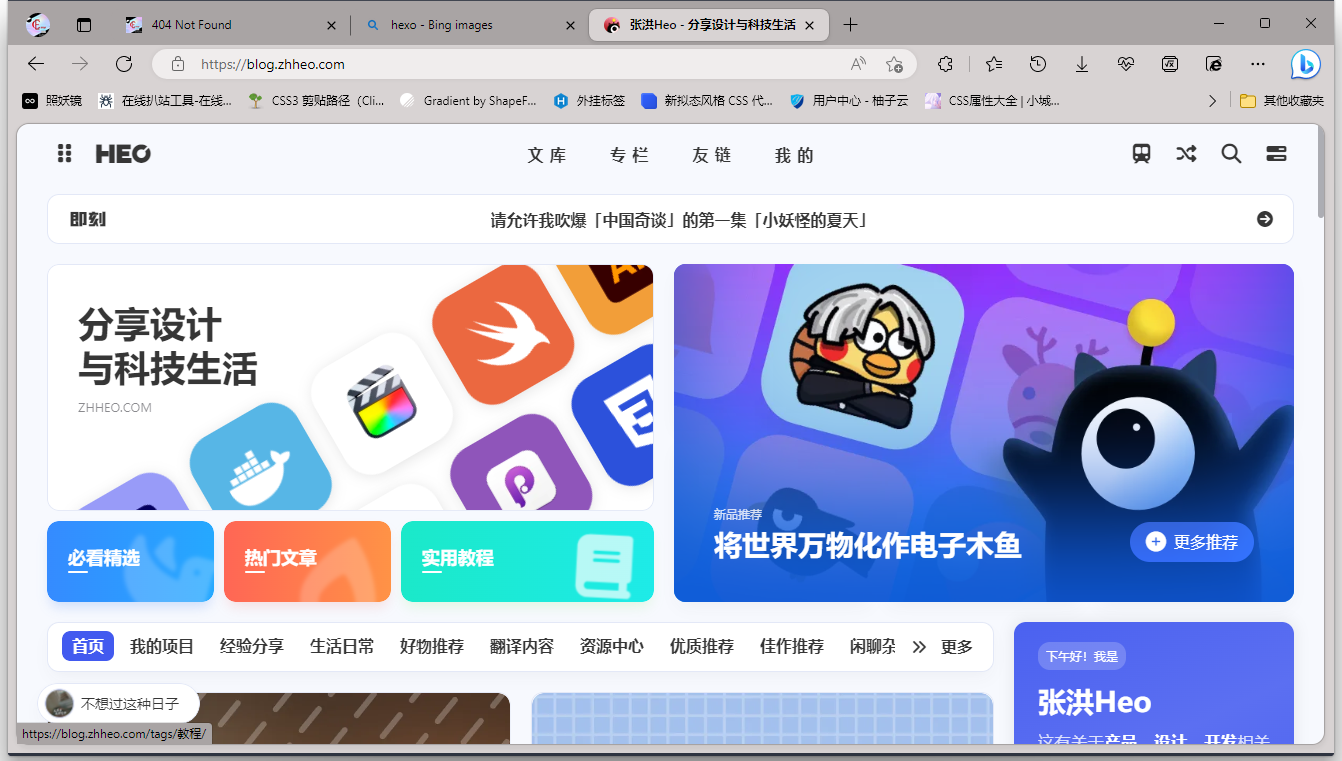 404 Not Found
hexo - Bing images
张洪Heo - 分享设计与科技生活
https://blog.zhheo.com
照妖镜
在线扒站工具-在线...
CSS3 剪贴路径（Cli...
Gradient by ShapeF...
外挂标签
新拟态风格 CSS 代...
用户中心 - 柚子云
CSS属性大全 | 小城...
其他收藏夹
HEO
文库
专栏
友链
我的
即刻
请允许我吹爆「中国奇谈」的第一集「小妖怪的夏天」
分享设计
与科技生活
ZHHEO.COM
新品推荐
将世界万物化作电子木鱼
更多推荐
必看精选
热门文章
实用教程
首页
我的项目
经验分享
生活日常
好物推荐
翻译内容
资源中心
优质推荐
佳作推荐
闲聊杂
更多
下午好！我是
张洪Heo
这有关于产品、设计、开发相关
不想过这种日子
https://blog.zhheo.com/tags/教程/